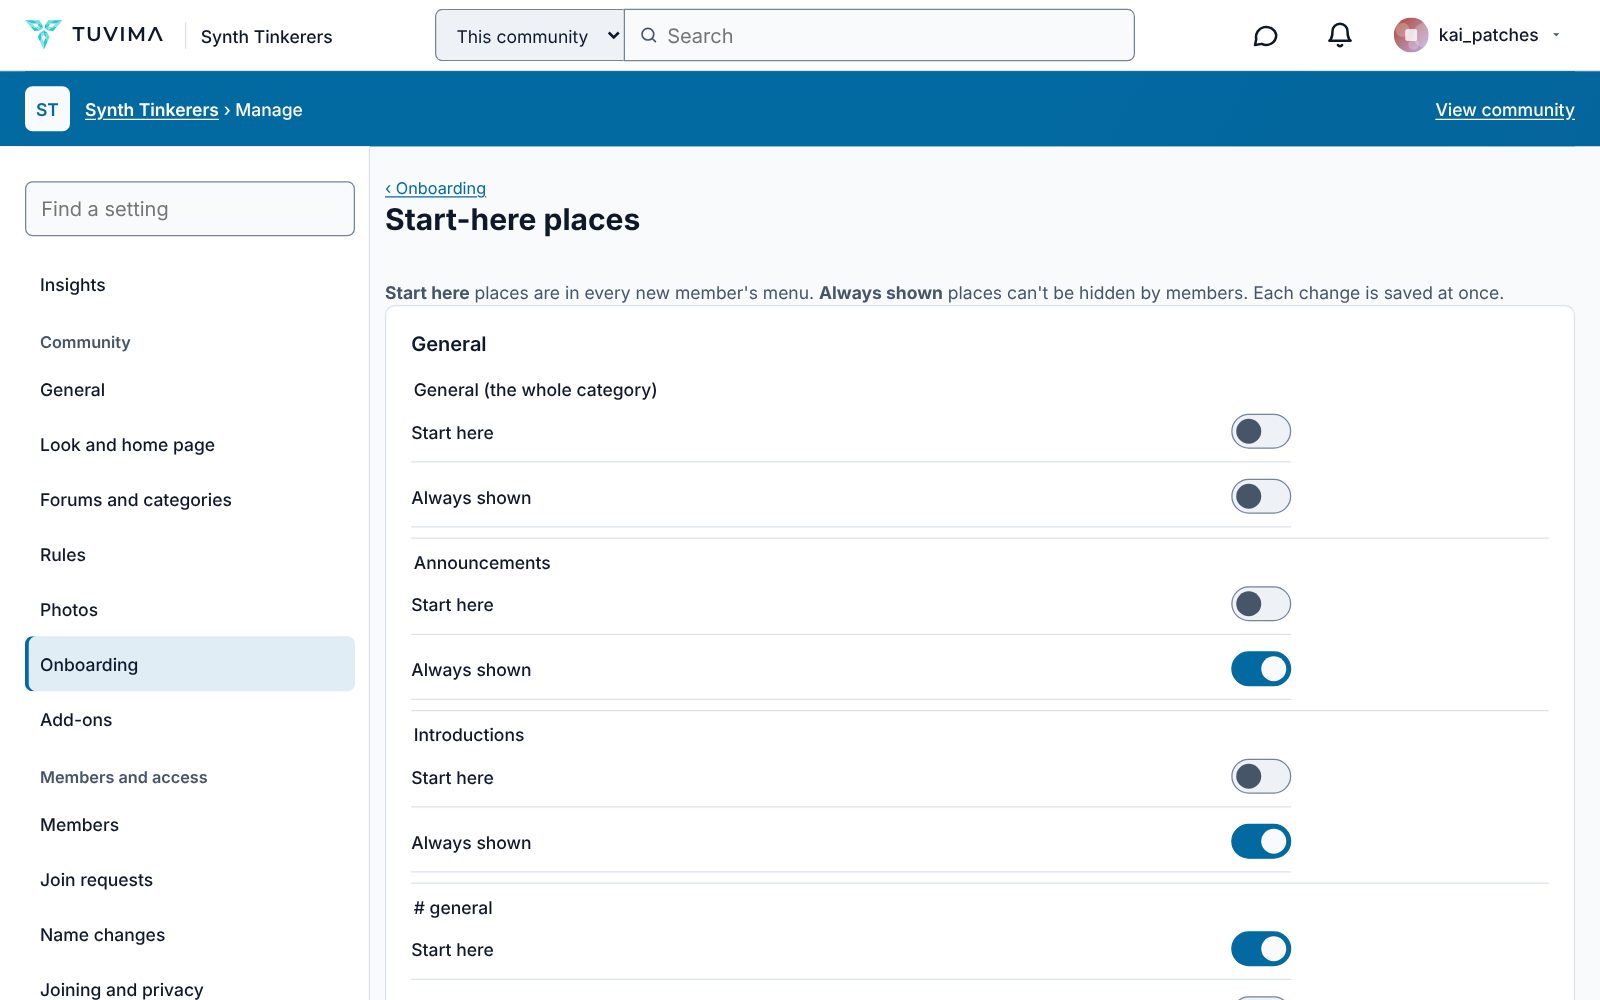 TUVIMA
Synth Tinkerers
This community
Search
kai_patches
ST
Synth Tinkerers › Manage
View community
Find a setting
Insights
Community
General
Look and home page
Forums and categories
Rules
Photos
Onboarding
Add-ons
Members and access
Members
Join requests
Name changes
Joining and privacy
‹ Onboarding
Start-here places
Start here places are in every new member's menu. Always shown places can't be hidden by members. Each change is saved at once.
General
General (the whole category)
Start here
Always shown
Announcements
Start here
Always shown
Introductions
Start here
Always shown
# general
Start here